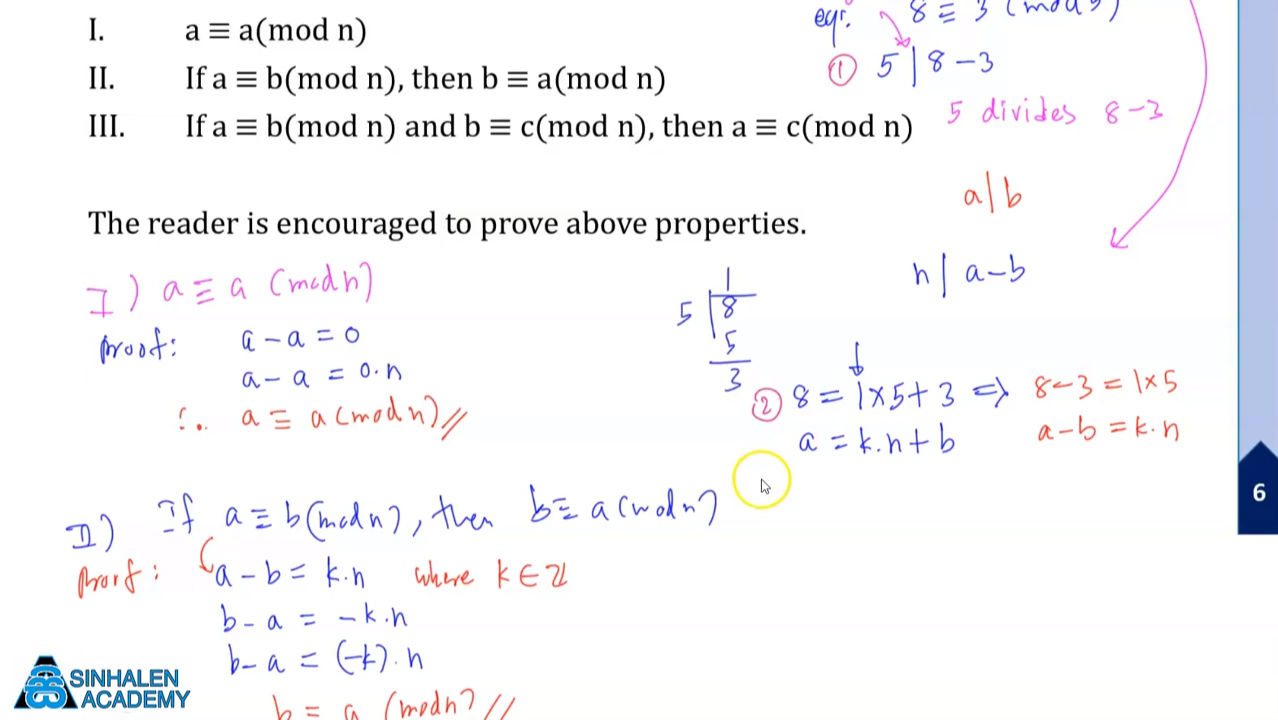 I. a ≡ a(mod n)
II. If a ≡ b(mod n), then b ≡ a(mod n)
III. If a ≡ b(mod n) and b ≡ c(mod n), then a ≡ c(mod n)
8 ≡ 3 (mod 5)
① 5 | 8 − 3
5 divides 8 − 3
a | b
The reader is encouraged to prove above properties.
n | a − b
I) a ≡ a (mod n)
Proof: a − a = 0
a − a = 0.n
∴ a ≡ a (mod n) //
1
5 8
5
3
② 8 = 1 × 5 + 3 ⇒ 8 − 3 = 1 × 5
a = k.n + b a − b = k.n
6
II) If a ≡ b (mod n), then b ≡ a (mod n)
Proof: a − b = k.n where k ∈ ℤ
b − a = −k.n
b − a = (−k).n
b ≡ a (mod n) //
SINHALEN
ACADEMY